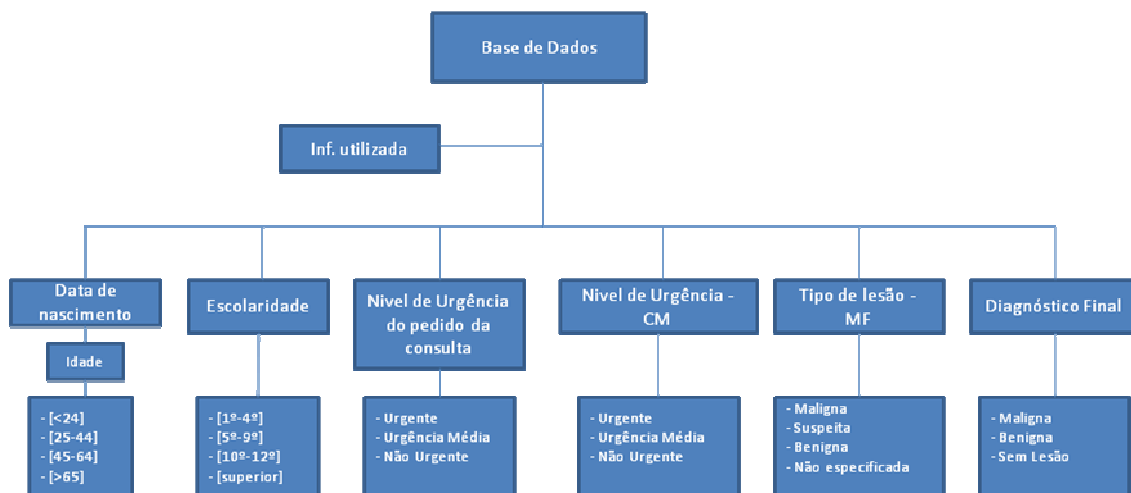 Base de Dados
Inf. utilizada
Data de
nascimento
Idade
- [<24]
- [25-44]
- [45-64]
- [>65]
Escolaridade
- [1º-4º]
- [5º-9º]
- [10º-12º]
- [superior]
Nivel de Urgência
do pedido da
consulta
- Urgente
- Urgência Média
- Não Urgente
Nivel de Urgência -
CM
- Urgente
- Urgência Média
- Não Urgente
Tipo de lesão -
MF
- Maligna
- Suspeita
- Benigna
- Não especificada
Diagnóstico Final
- Maligna
- Benigna
- Sem Lesão